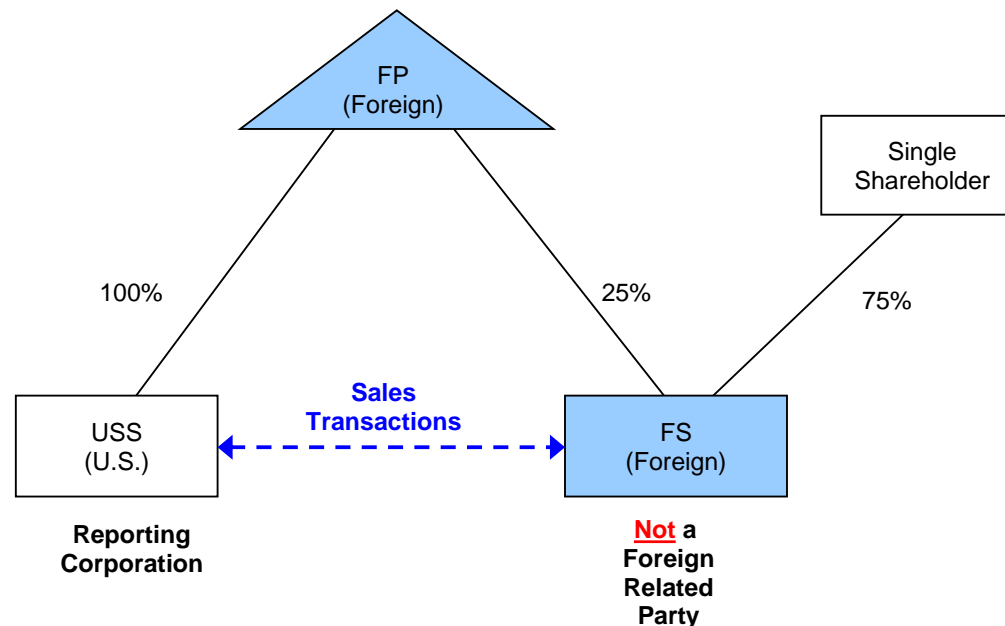 FP
(Foreign)
Single
Shareholder
100%
25%
75%
Sales
Transactions
USS
(U.S.)
FS
(Foreign)
Reporting
Corporation
Not a
Foreign
Related
Party